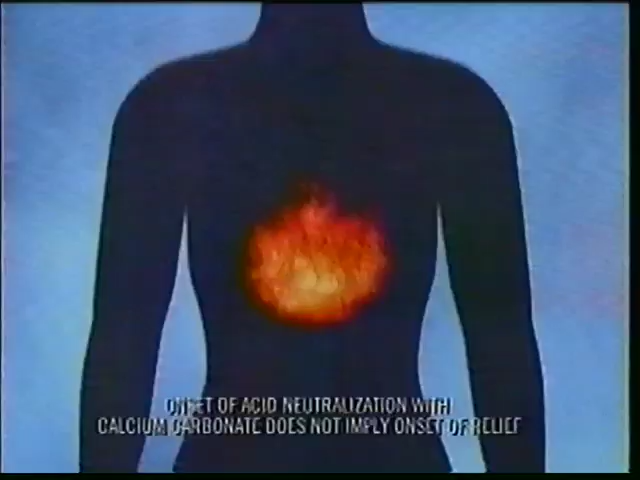 ONSET OF ACID NEUTRALIZATION WITH
CALCIUM CARBONATE DOES NOT IMPLY ONSET OF RELIEF